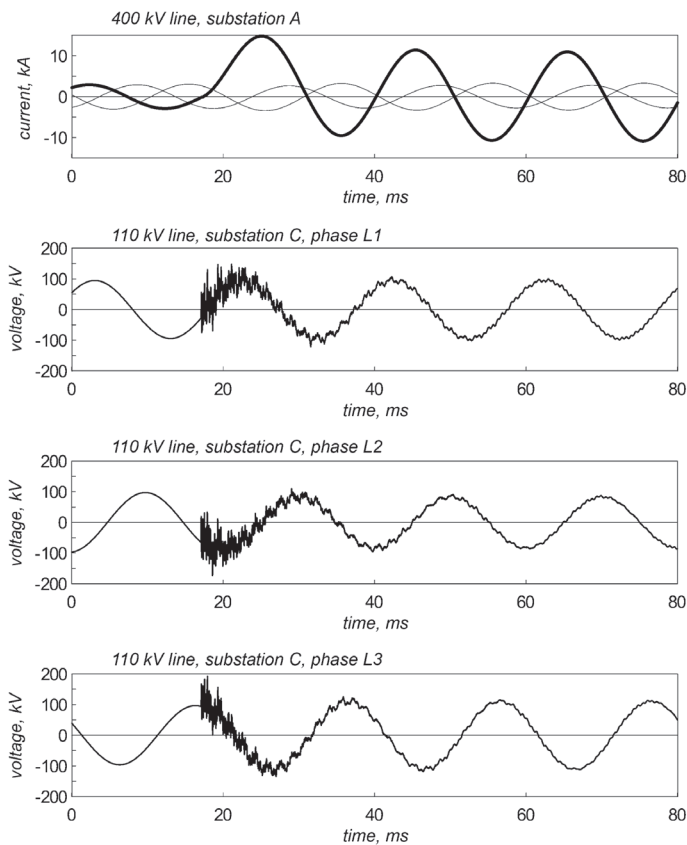 400 kV line, substation A
current, kA
10
0
-10
0 20 40 60 80
time, ms
110 kV line, substation C, phase L1
voltage, kV
200
100
0
-100
-200
0 20 40 60 80
time, ms
110 kV line, substation C, phase L2
voltage, kV
200
100
0
-100
-200
0 20 40 60 80
time, ms
110 kV line, substation C, phase L3
voltage, kV
200
100
0
-100
-200
0 20 40 60 80
time, ms